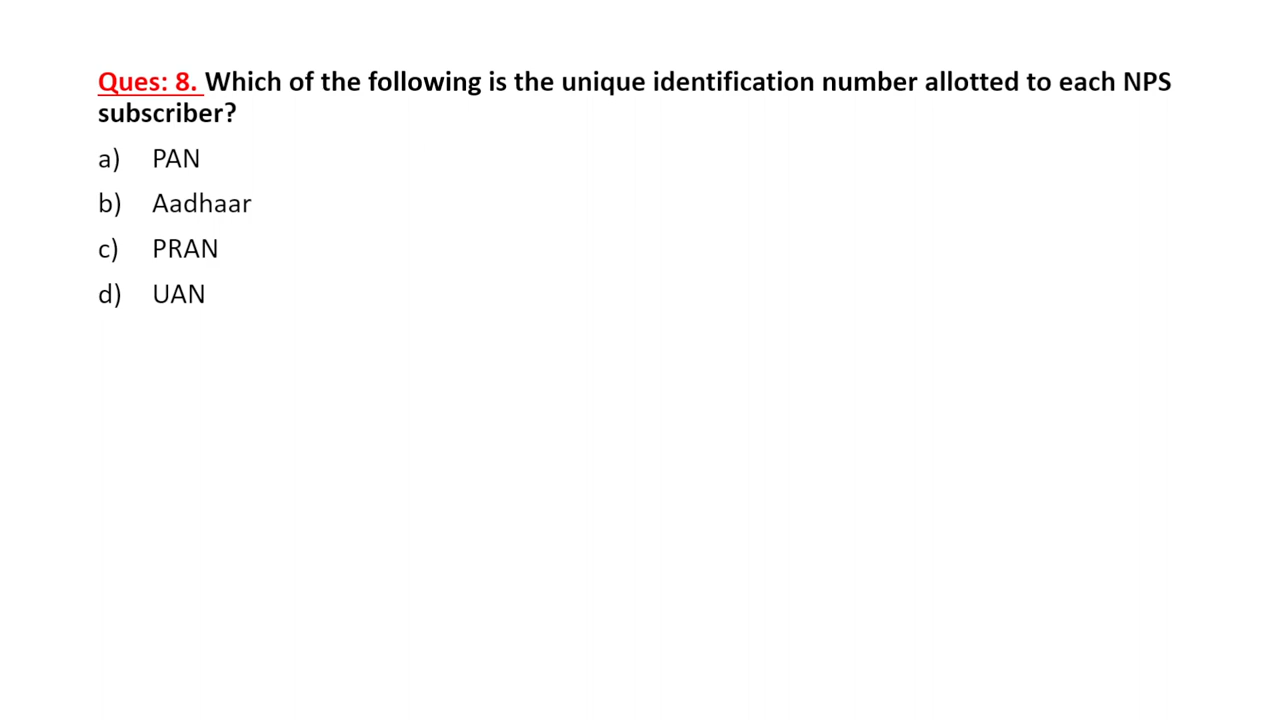 Ques: 8. Which of the following is the unique identification number allotted to each NPS
subscriber?
a) PAN
b) Aadhaar
c) PRAN
d) UAN